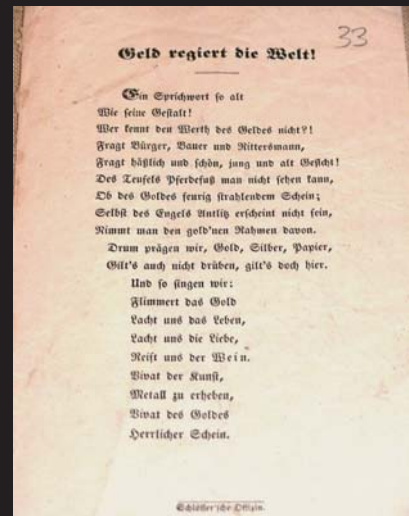 33
Geld regiert die Welt!
Ein Sprichwort so alt
Wie seine Gestalt!
Wer kennt den Werth des Geldes nicht?!
Fragt Bürger, Bauer und Rittersmann,
Fragt häßlich und schön, jung und alt Gesicht!
Des Teufels Pferdefuß man nicht sehen kann,
Ob des Goldes feurig strahlendem Schein;
Selbst des Engels Antlitz erscheint nicht fein,
Nimmt man den gold'nen Rahmen davon.
Drum prägen wir, Gold, Silber, Papier,
Gilt's auch nicht drüben, gilt's doch hier.
Und so singen wir:
Flimmert das Gold
Lacht uns das Leben,
Lacht uns die Liebe,
Reift uns der Wein.
Vivat der Kunst,
Metall zu erheben,
Vivat des Goldes
Herrlicher Schein.
Schlösser'sche Offizin.